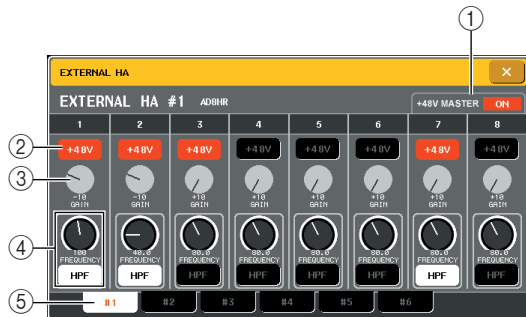 ①
EXTERNAL HA ×
EXTERNAL HA #1 AD8HR +48V MASTER ON
1 2 3 4 5 6 7 8
② +48V +48V +48V +48V +48V +48V +48V +48V
③ -10 -10 +10 +10 +10 +10 +10 +10
GAIN GAIN GAIN GAIN GAIN GAIN GAIN GAIN
④ 100 40.0 80.0 80.0 80.0 80.0 80.0 80.0
FREQUENCY FREQUENCY FREQUENCY FREQUENCY FREQUENCY FREQUENCY FREQUENCY FREQUENCY
HPF HPF HPF HPF HPF HPF HPF HPF
⑤ #1 #2 #3 #4 #5 #6